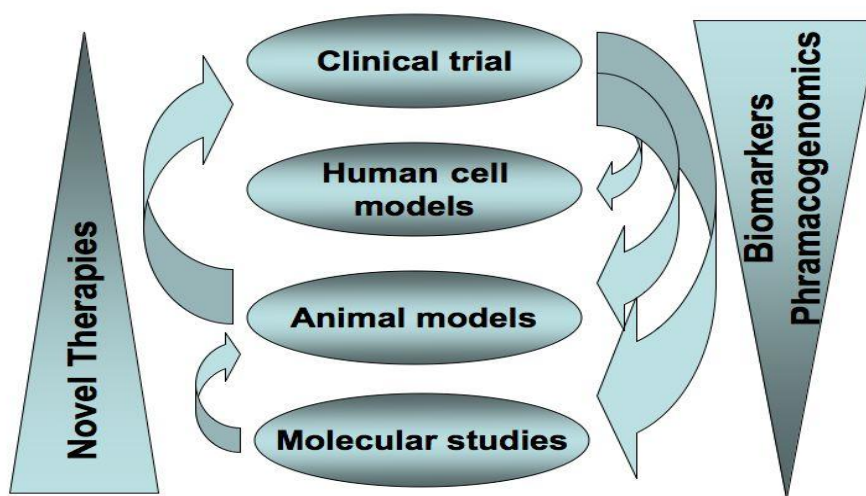 Clinical trial
Human cell
models
Animal models
Molecular studies
Novel Therapies
Biomarkers
Phramacogenomics